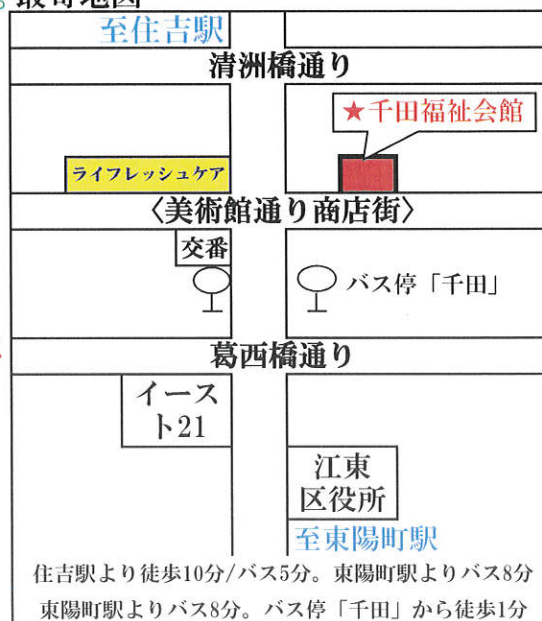 最寄地図
至住吉駅
清洲橋通り
★千田福祉会館
ライフレッシュケア
〈美術館通り商店街〉
交番
バス停「千田」
葛西橋通り
イース
ト21
江東
区役所
至東陽町駅
住吉駅より徒歩10分/バス5分。東陽町駅よりバス8分
東陽町駅よりバス8分。バス停「千田」から徒歩1分